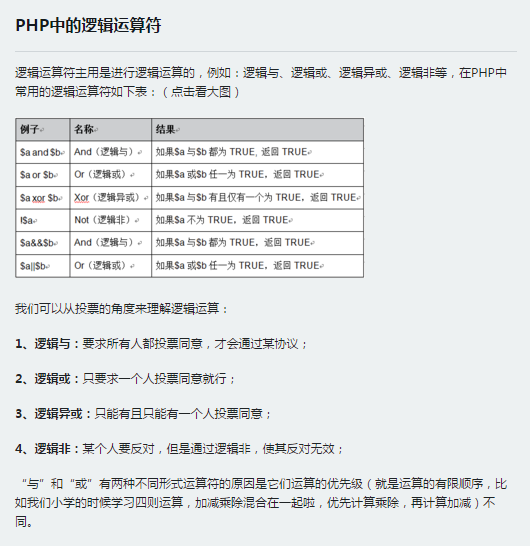 PHP中的逻辑运算符
逻辑运算符主用是进行逻辑运算的，例如：逻辑与、逻辑或、逻辑异或、逻辑非等，在PHP中
常用的逻辑运算符如下表：（点击看大图）
例子 名称 结果
$a and $b And（逻辑与） 如果$a 与$b 都为 TRUE, 返回 TRUE
$a or $b Or（逻辑或） 如果$a 或$b 任一为 TRUE，返回 TRUE
$a xor $b Xor（逻辑异或） 如果$a 与$b 有且仅有一个为 TRUE，返回 TRUE
!$a Not（逻辑非） 如果$a 不为 TRUE，返回 TRUE
$a&&$b And（逻辑与） 如果$a 与$b 都为 TRUE，返回 TRUE
$a||$b Or（逻辑或） 如果$a 或$b 任一为 TRUE，返回 TRUE
我们可以从投票的角度来理解逻辑运算：
1、逻辑与：要求所有人都投票同意，才会通过某协议；
2、逻辑或：只要求一个人投票同意就行；
3、逻辑异或：只能有且只能有一个人投票同意；
4、逻辑非：某个人要反对，但是通过逻辑非，使其反对无效；
“与”和“或”有两种不同形式运算符的原因是它们运算的优先级（就是运算的有限顺序，比
如我们小学的时候学习四则运算，加减乘除混合在一起啦，优先计算乘除，再计算加减）不
同。